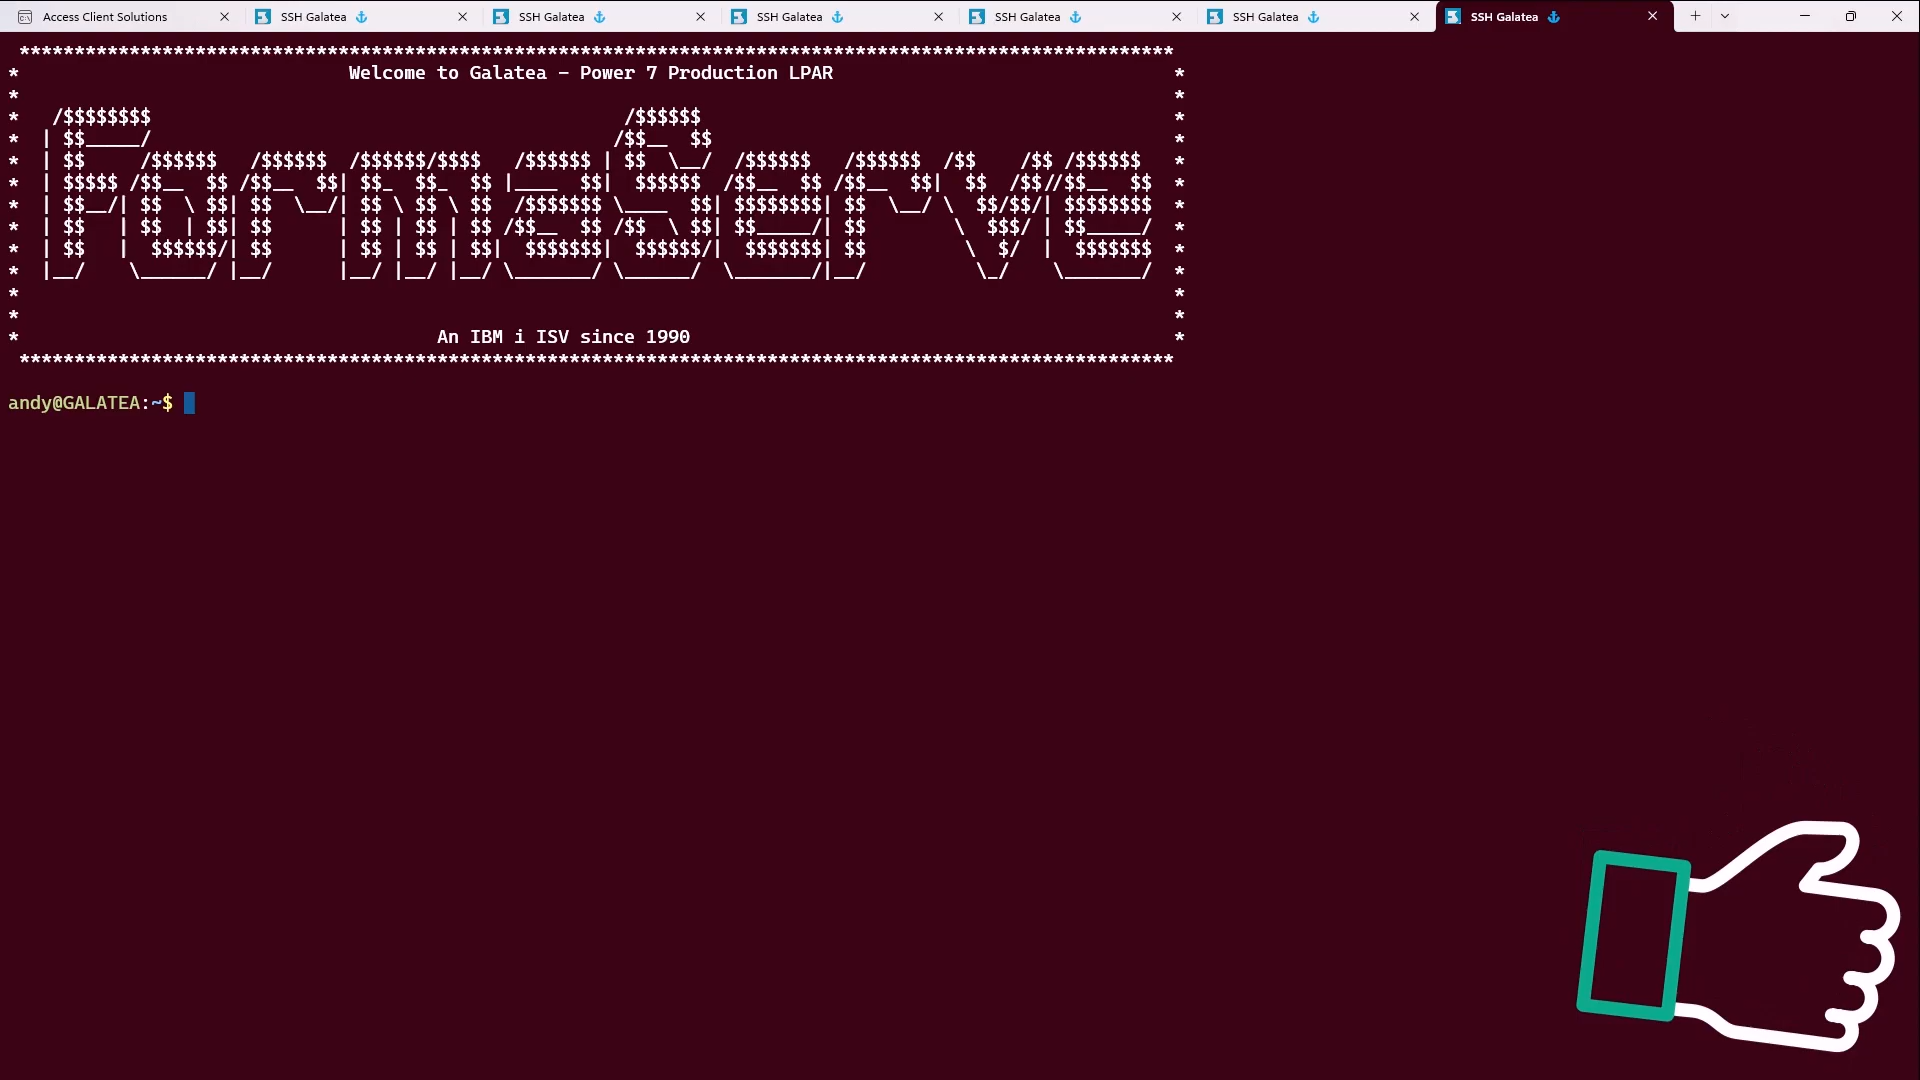 Access Client Solutions
SSH Galatea
SSH Galatea
SSH Galatea
SSH Galatea
SSH Galatea
SSH Galatea
Welcome to Galatea - Power 7 Production LPAR
FormaServe
An IBM i ISV since 1990
andy@GALATEA:~$